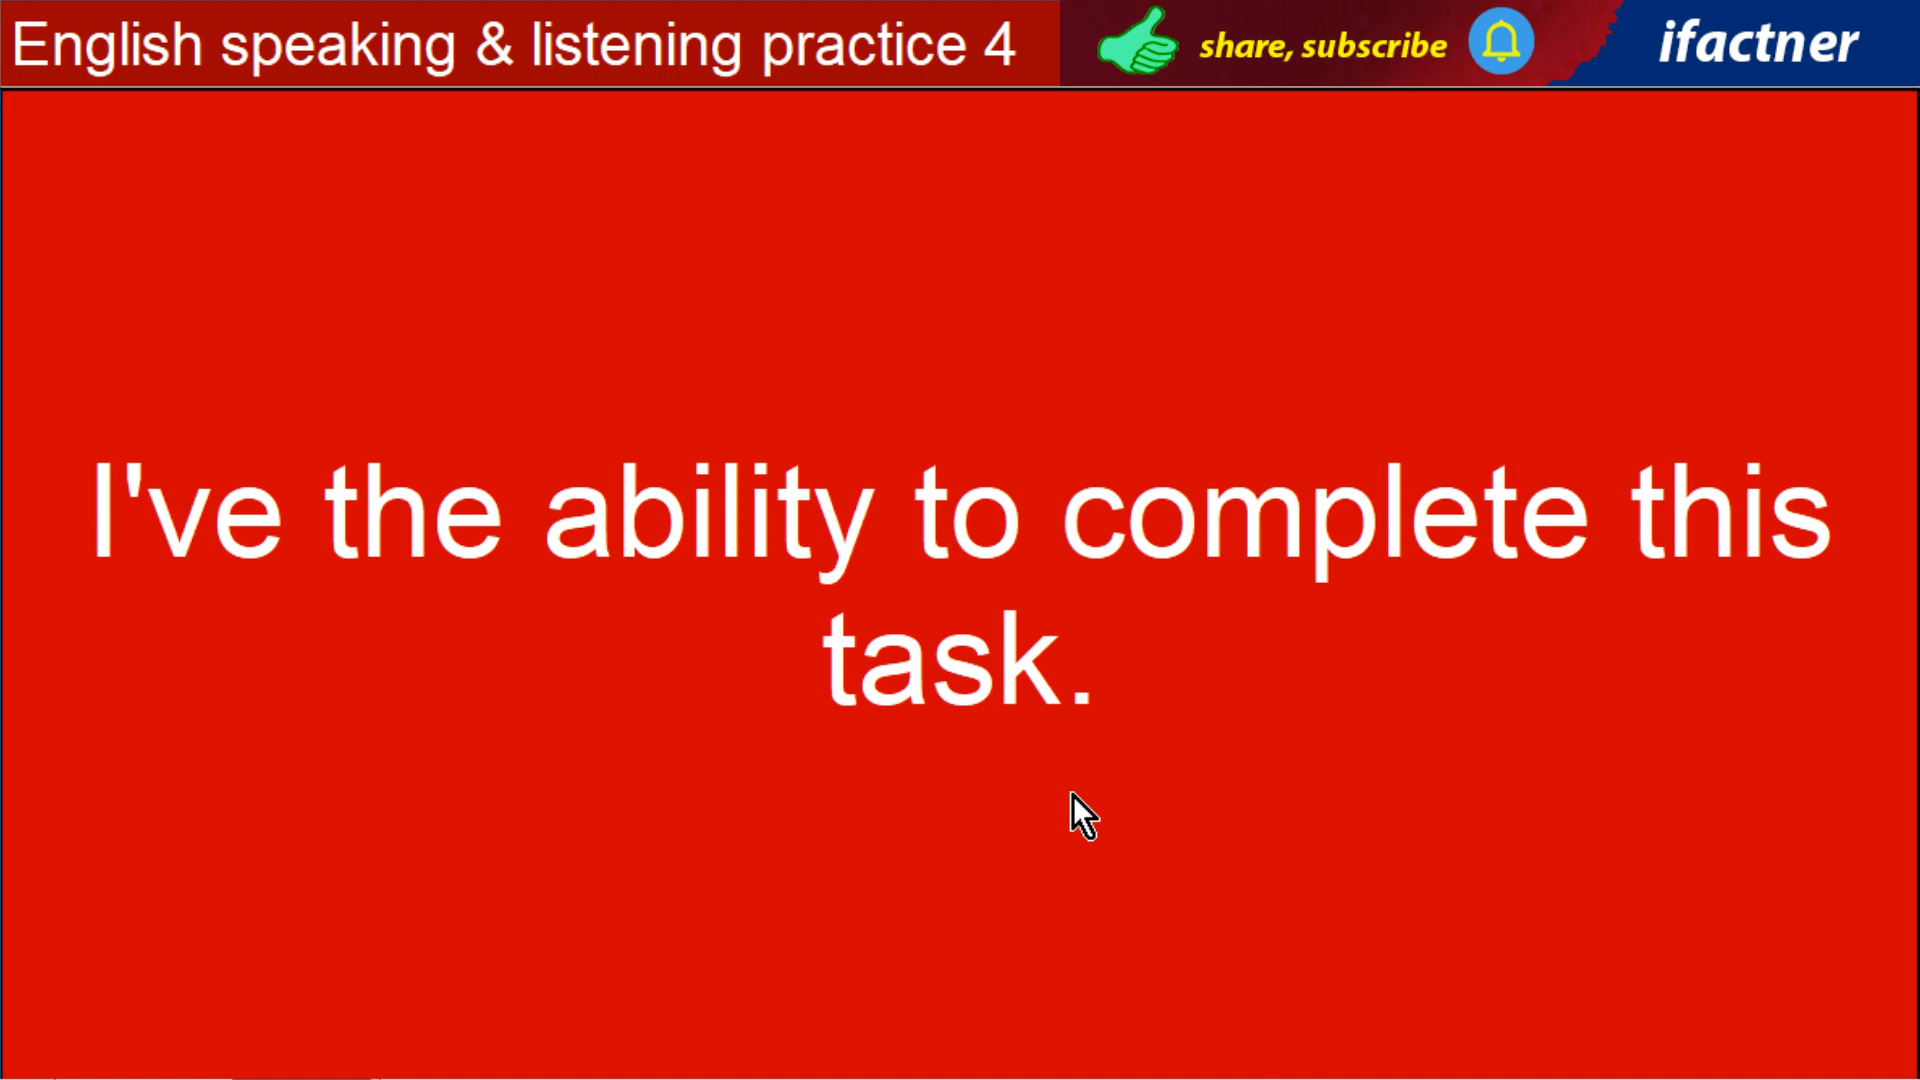 English speaking & listening practice 4
share, subscribe
ifactner
I've the ability to complete this
task.